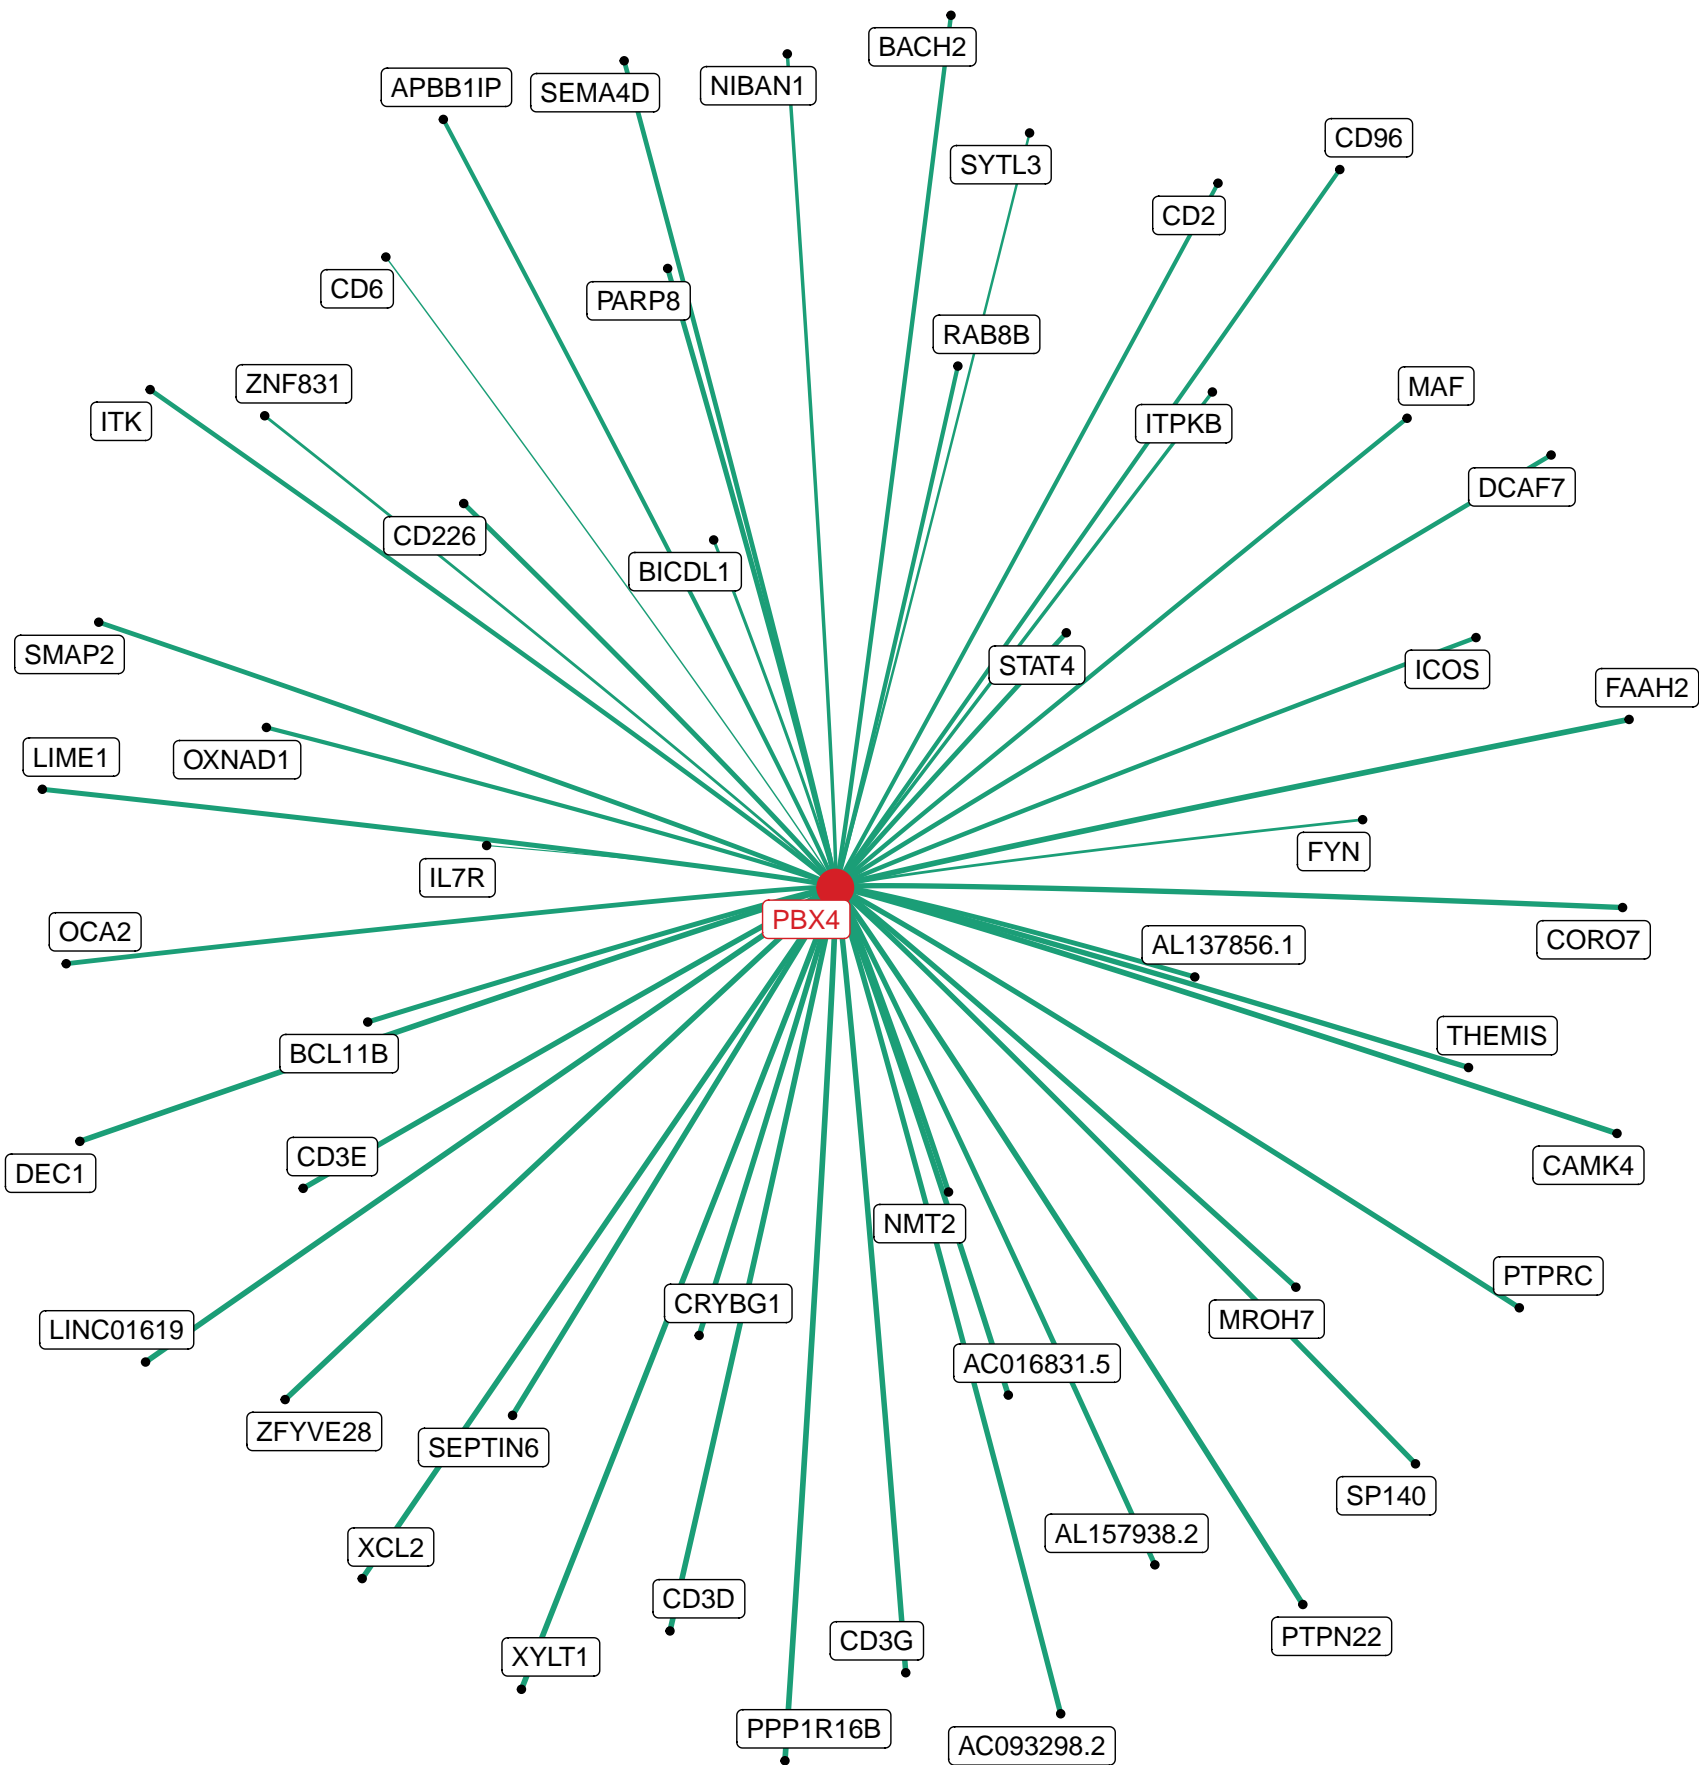 BACH2
APBB1IP
SEMA4D
NIBAN1
CD96
SYTL3
CD2
CD6
PARP8
RAB8B
ZNF831
MAF
ITK
ITPKB
DCAF7
CD226
BICDL1
SMAP2
STAT4
ICOS
FAAH2
LIME1
OXNAD1
FYN
IL7R
PBX4
OCA2
AL137856.1
CORO7
THEMIS
BCL11B
CD3E
CAMK4
DEC1
NMT2
PTPRC
CRYBG1
MROH7
LINC01619
AC016831.5
ZFYVE28
SEPTIN6
SP140
AL157938.2
XCL2
CD3D
PTPN22
CD3G
XYLT1
PPP1R16B
AC093298.2